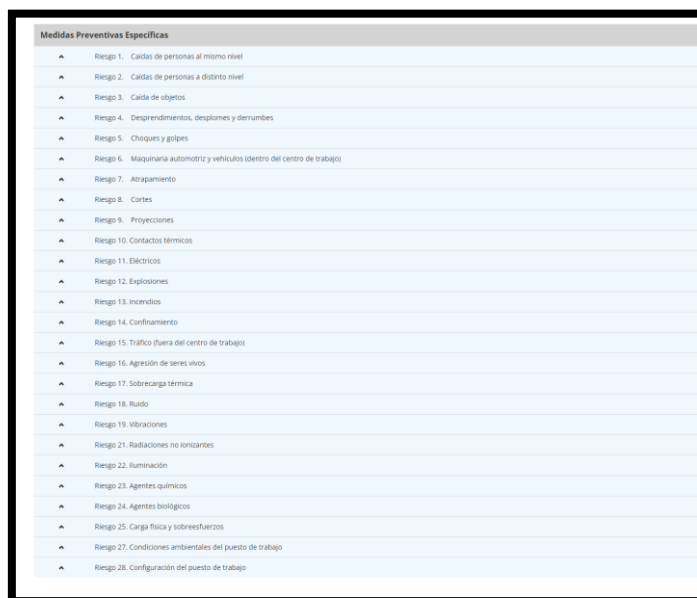 Medidas Preventivas Específicas
Riesgo 1. Caídas de personas al mismo nivel
Riesgo 2. Caídas de personas a distinto nivel
Riesgo 3. Caída de objetos
Riesgo 4. Desprendimientos, desplomes y derrumbes
Riesgo 5. Choques y golpes
Riesgo 6. Maquinaria automotriz y vehículos (dentro del centro de trabajo)
Riesgo 7. Atrapamiento
Riesgo 8. Cortes
Riesgo 9. Proyecciones
Riesgo 10. Contactos térmicos
Riesgo 11. Eléctricos
Riesgo 12. Explosiones
Riesgo 13. Incendios
Riesgo 14. Confinamiento
Riesgo 15. Tráfico (fuera del centro de trabajo)
Riesgo 16. Agresión de seres vivos
Riesgo 17. Sobrecarga térmica
Riesgo 18. Ruido
Riesgo 19. Vibraciones
Riesgo 21. Radiaciones no ionizantes
Riesgo 22. Iluminación
Riesgo 23. Agentes químicos
Riesgo 24. Agentes biológicos
Riesgo 25. Carga física y sobreesfuerzos
Riesgo 27. Condiciones ambientales del puesto de trabajo
Riesgo 28. Configuración del puesto de trabajo